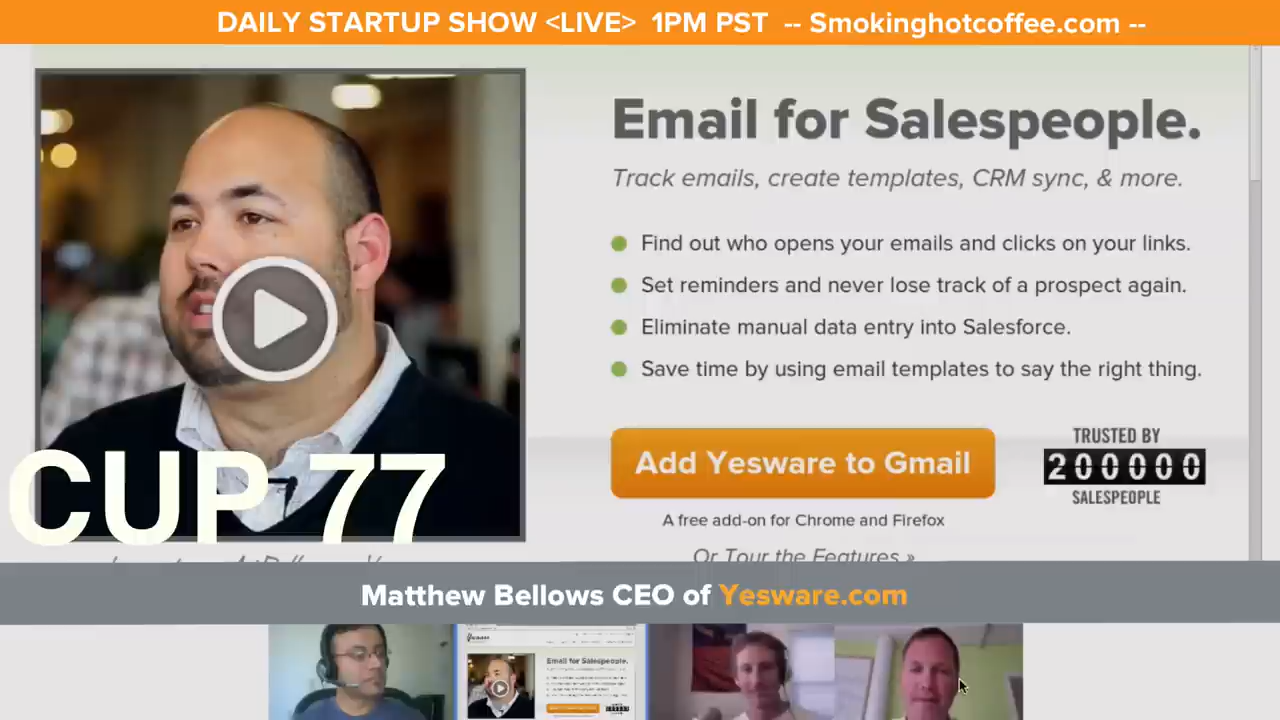 DAILY STARTUP SHOW <LIVE> 1PM PST -- Smokinghotcoffee.com --
Email for Salespeople.
Track emails, create templates, CRM sync, & more.
Find out who opens your emails and clicks on your links.
Set reminders and never lose track of a prospect again.
Eliminate manual data entry into Salesforce.
Save time by using email templates to say the right thing.
Add Yesware to Gmail
TRUSTED BY
200000
SALESPEOPLE
A free add-on for Chrome and Firefox
Or Tour the Features »
CUP 77
Matthew Bellows CEO of Yesware.com
Email for Salespeople.